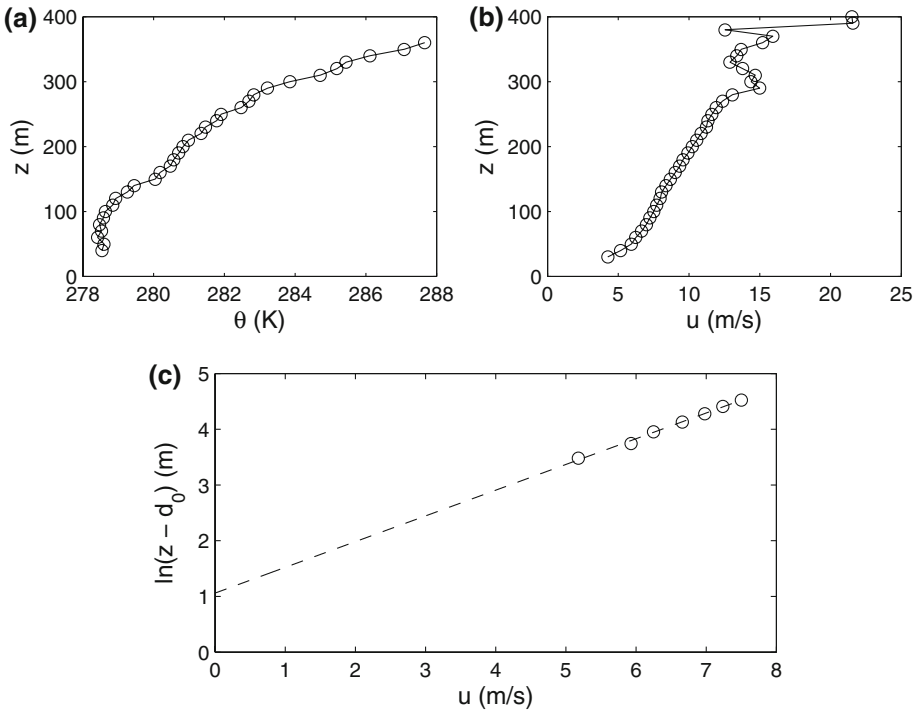 (a)
400
300
200
100
0
z (m)
278 280 282 284 286 288
θ (K)
(b)
400
300
200
100
0
z (m)
0 5 10 15 20 25
u (m/s)
(c)
5
4
3
2
1
0
ln(z − d₀) (m)
0 1 2 3 4 5 6 7 8
u (m/s)